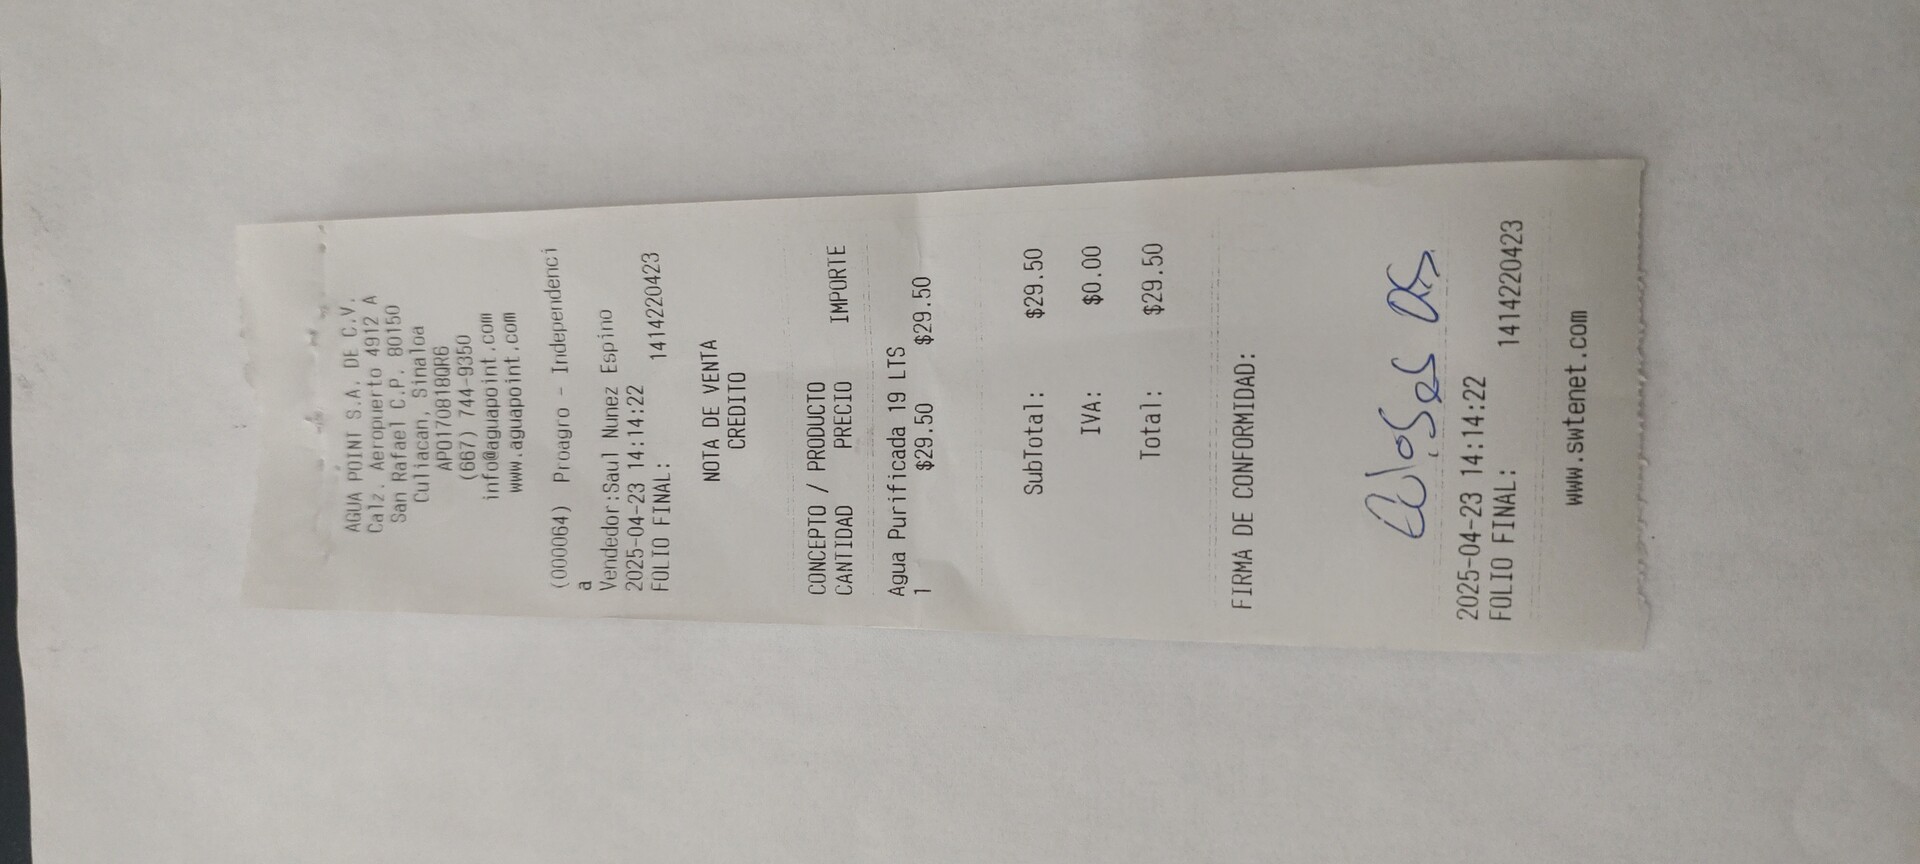 AGUA POINT S.A. DE C.V.
Calz. Aeropuerto 4912 A
San Rafael C.P. 80150
Culiacan, Sinaloa
APO170818QR6
(667) 744-9350
info@aguapoint.com
www.aguapoint.com
(000064) Proagro - Independenci
a
Vendedor:Saul Nunez Espino
2025-04-23 14:14:22
FOLIO FINAL: 1414220423
NOTA DE VENTA
CREDITO
CONCEPTO / PRODUCTO
CANTIDAD PRECIO IMPORTE
Agua Purificada 19 LTS
1 $29.50 $29.50
SubTotal: $29.50
IVA: $0.00
Total: $29.50
FIRMA DE CONFORMIDAD:
2025-04-23 14:14:22
FOLIO FINAL: 1414220423
www.swtenet.com